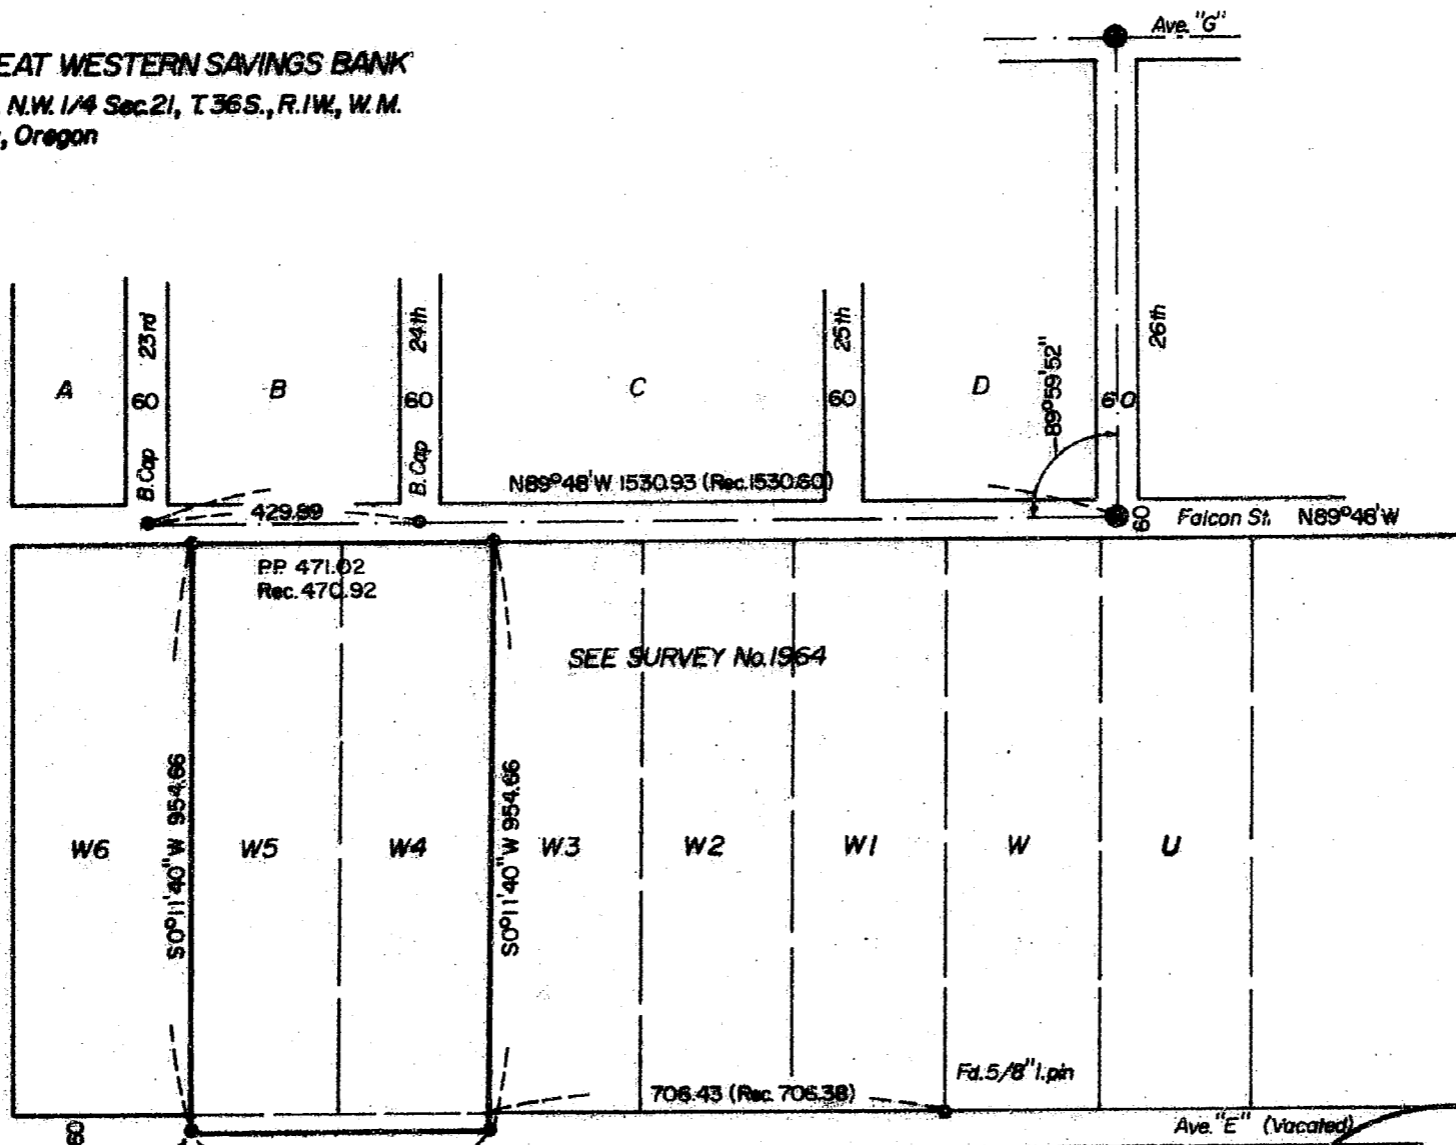 EAT WESTERN SAVINGS BANK
N.W. 1/4 Sec. 21, T.36S., R.1W., W.M.
, Oregon
Ave. "G"
23rd
24th
25th
26th
A
60
B
60
C
60
D
89°59'52"
60
B. Cap
B. Cap
N89°48'W 1530.93 (Rec. 1530.60)
429.89
60
Falcon St. N89°48'W
P.P. 471.02
Rec. 470.92
SEE SURVEY No. 1964
S0°11'40"W 954.66
S0°11'40"W 954.66
W6
W5
W4
W3
W2
W1
W
U
Fd. 5/8" I. pin
706.43 (Rec. 706.38)
60
Ave. "E" (Vacated)